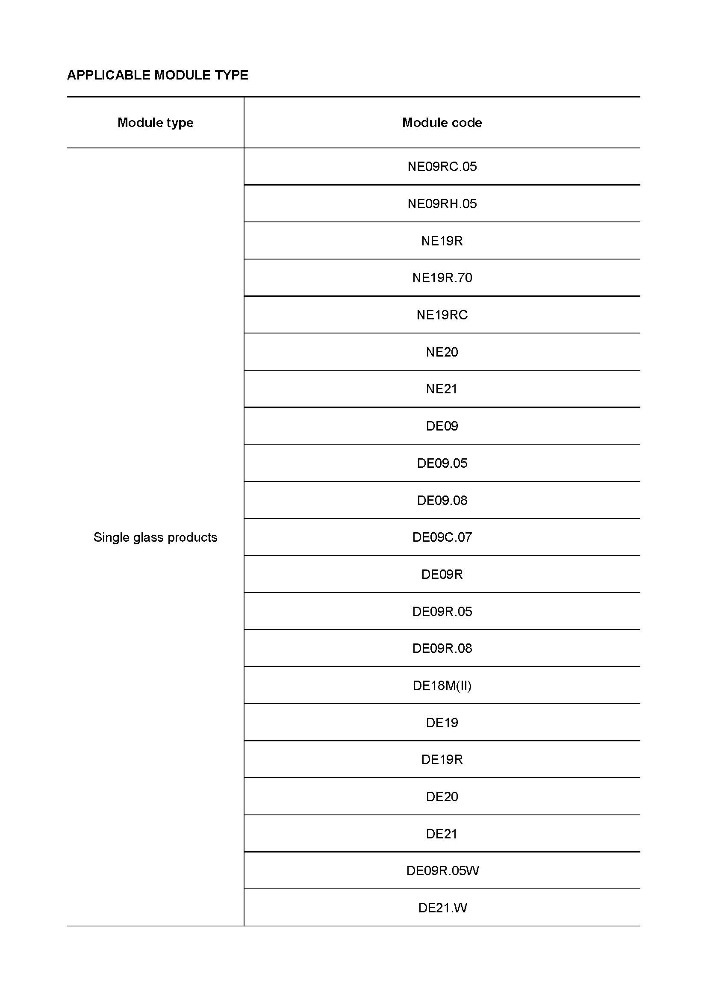 APPLICABLE MODULE TYPE
Module type
Module code
NE09RC.05
NE09RH.05
NE19R
NE19R.70
NE19RC
NE20
NE21
DE09
DE09.05
DE09.08
Single glass products
DE09C.07
DE09R
DE09R.05
DE09R.08
DE18M(II)
DE19
DE19R
DE20
DE21
DE09R.05W
DE21.W